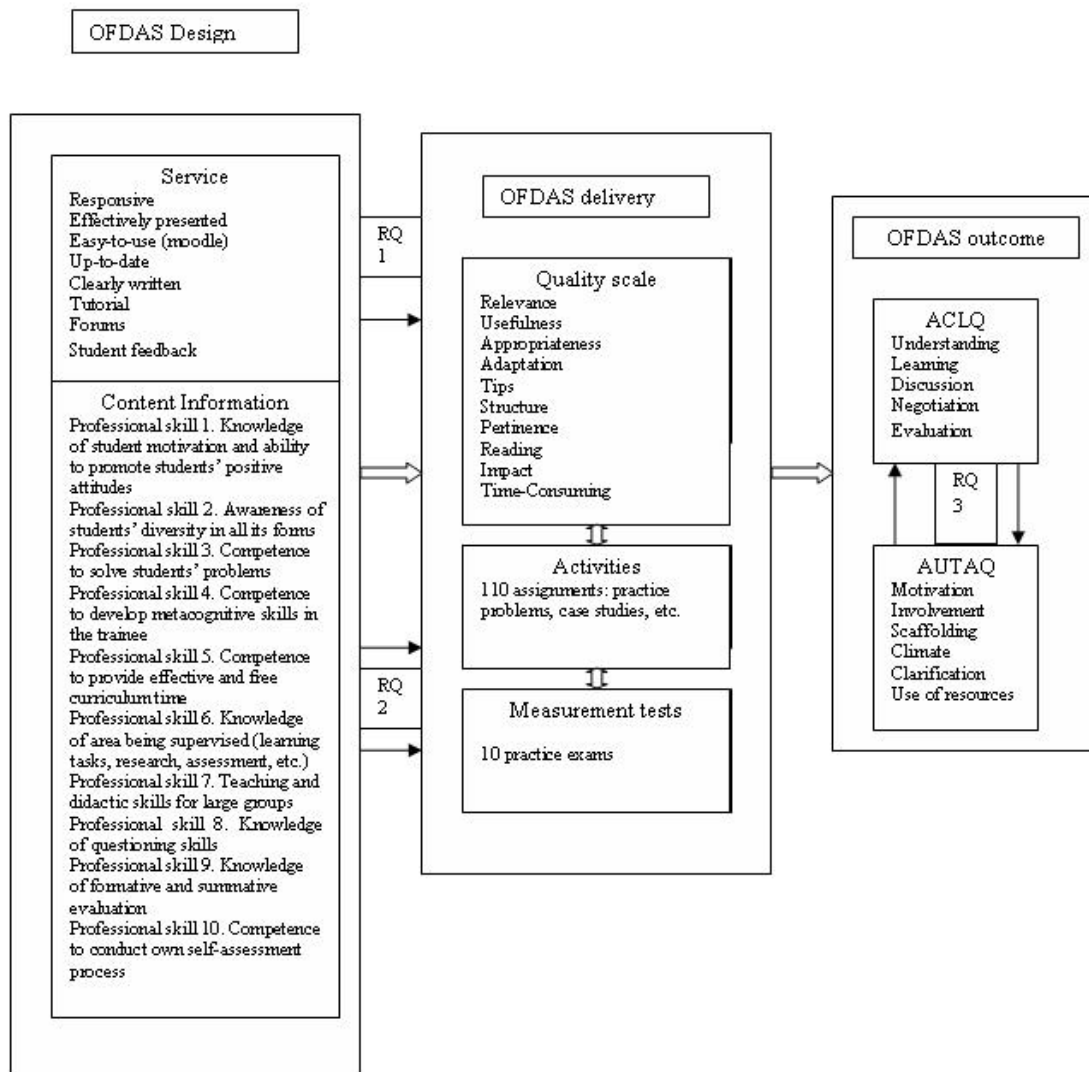 OFDAS Design
Service
Responsive
Effectively presented
Easy-to-use (moodle)
Up-to-date
Clearly written
Tutorial
Forums
Student feedback
Content Information
Professional skill 1. Knowledge
of student motivation and ability
to promote students’ positive
attitudes
Professional skill 2. Awareness of
students’ diversity in all its forms
Professional skill 3. Competence
to solve students’ problems
Professional skill 4. Competence
to develop metacognitive skills in
the trainee
Professional skill 5. Competence
to provide effective and free
curriculum time
Professional skill 6. Knowledge
of area being supervised (learning
tasks, research, assessment, etc.)
Professional skill 7. Teaching and
didactic skills for large groups
Professional skill 8. Knowledge
of questioning skills
Professional skill 9. Knowledge
of formative and summative
evaluation
Professional skill 10. Competence
to conduct own self-assessment
process
RQ
1
RQ
2
OFDAS delivery
Quality scale
Relevance
Usefulness
Appropriateness
Adaptation
Tips
Structure
Pertinence
Reading
Impact
Time-Consuming
Activities
110 assignments: practice
problems, case studies, etc.
Measurement tests
10 practice exams
OFDAS outcome
ACLQ
Understanding
Learning
Discussion
Negotiation
Evaluation
RQ
3
AUTAQ
Motivation
Involvement
Scaffolding
Climate
Clarification
Use of resources